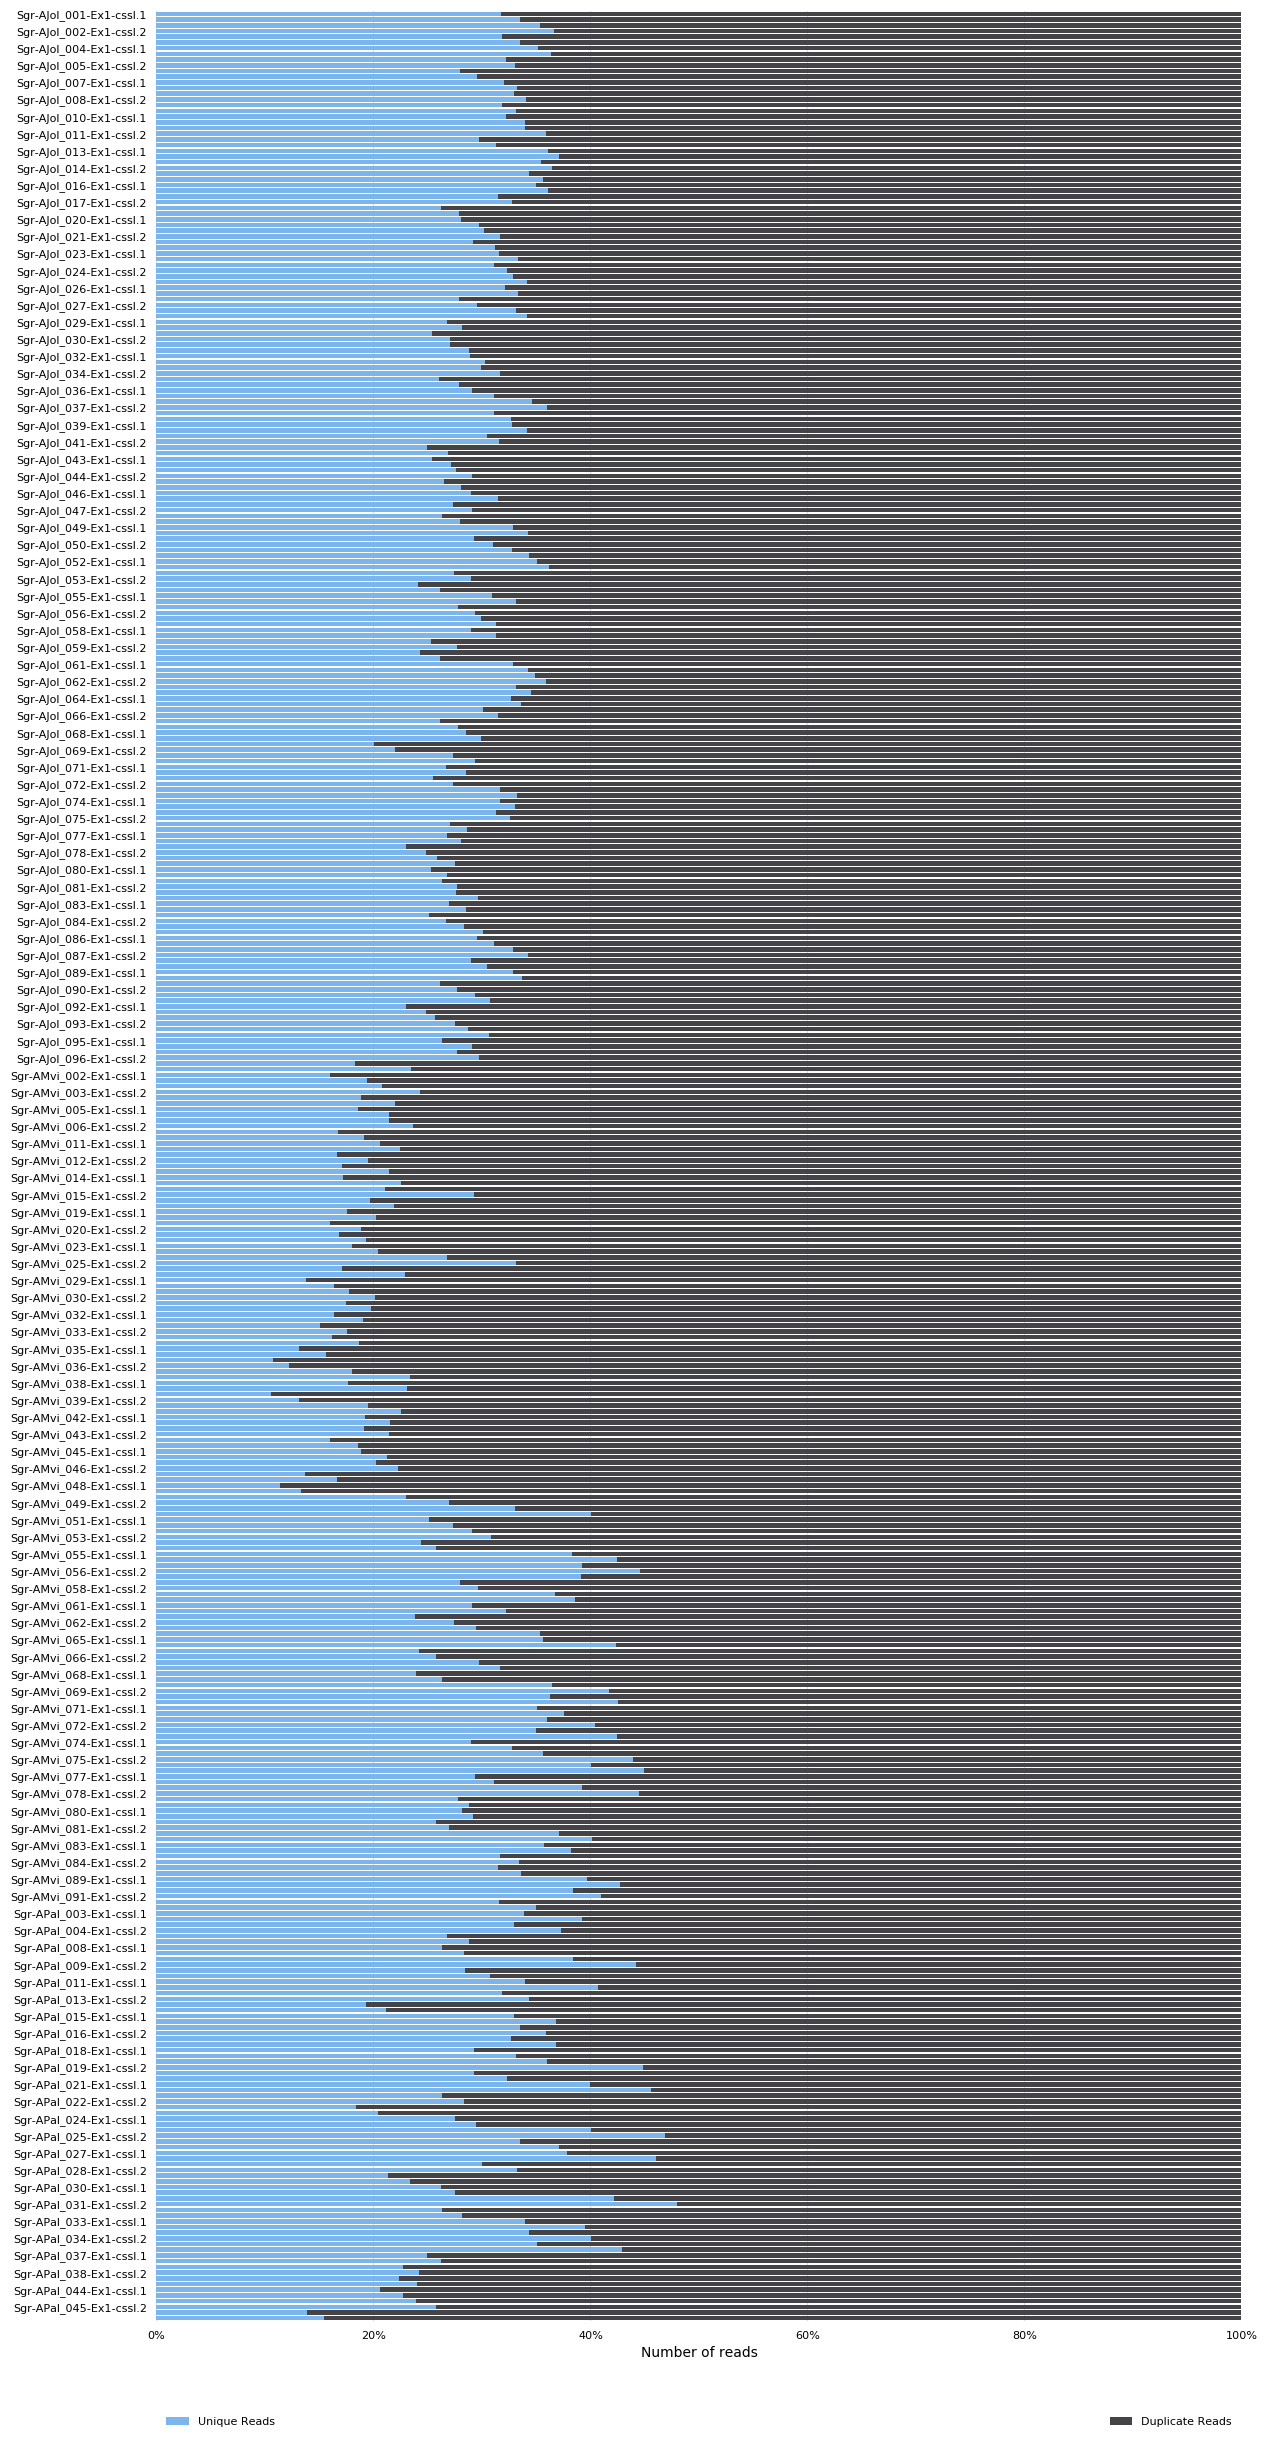 Sgr-AJol_001-Ex1-cssl.1
Sgr-AJol_002-Ex1-cssl.2
Sgr-AJol_004-Ex1-cssl.1
Sgr-AJol_005-Ex1-cssl.2
Sgr-AJol_007-Ex1-cssl.1
Sgr-AJol_008-Ex1-cssl.2
Sgr-AJol_010-Ex1-cssl.1
Sgr-AJol_011-Ex1-cssl.2
Sgr-AJol_013-Ex1-cssl.1
Sgr-AJol_014-Ex1-cssl.2
Sgr-AJol_016-Ex1-cssl.1
Sgr-AJol_017-Ex1-cssl.2
Sgr-AJol_020-Ex1-cssl.1
Sgr-AJol_021-Ex1-cssl.2
Sgr-AJol_023-Ex1-cssl.1
Sgr-AJol_024-Ex1-cssl.2
Sgr-AJol_026-Ex1-cssl.1
Sgr-AJol_027-Ex1-cssl.2
Sgr-AJol_029-Ex1-cssl.1
Sgr-AJol_030-Ex1-cssl.2
Sgr-AJol_032-Ex1-cssl.1
Sgr-AJol_034-Ex1-cssl.2
Sgr-AJol_036-Ex1-cssl.1
Sgr-AJol_037-Ex1-cssl.2
Sgr-AJol_039-Ex1-cssl.1
Sgr-AJol_041-Ex1-cssl.2
Sgr-AJol_043-Ex1-cssl.1
Sgr-AJol_044-Ex1-cssl.2
Sgr-AJol_046-Ex1-cssl.1
Sgr-AJol_047-Ex1-cssl.2
Sgr-AJol_049-Ex1-cssl.1
Sgr-AJol_050-Ex1-cssl.2
Sgr-AJol_052-Ex1-cssl.1
Sgr-AJol_053-Ex1-cssl.2
Sgr-AJol_055-Ex1-cssl.1
Sgr-AJol_056-Ex1-cssl.2
Sgr-AJol_058-Ex1-cssl.1
Sgr-AJol_059-Ex1-cssl.2
Sgr-AJol_061-Ex1-cssl.1
Sgr-AJol_062-Ex1-cssl.2
Sgr-AJol_064-Ex1-cssl.1
Sgr-AJol_066-Ex1-cssl.2
Sgr-AJol_068-Ex1-cssl.1
Sgr-AJol_069-Ex1-cssl.2
Sgr-AJol_071-Ex1-cssl.1
Sgr-AJol_072-Ex1-cssl.2
Sgr-AJol_074-Ex1-cssl.1
Sgr-AJol_075-Ex1-cssl.2
Sgr-AJol_077-Ex1-cssl.1
Sgr-AJol_078-Ex1-cssl.2
Sgr-AJol_080-Ex1-cssl.1
Sgr-AJol_081-Ex1-cssl.2
Sgr-AJol_083-Ex1-cssl.1
Sgr-AJol_084-Ex1-cssl.2
Sgr-AJol_086-Ex1-cssl.1
Sgr-AJol_087-Ex1-cssl.2
Sgr-AJol_089-Ex1-cssl.1
Sgr-AJol_090-Ex1-cssl.2
Sgr-AJol_092-Ex1-cssl.1
Sgr-AJol_093-Ex1-cssl.2
Sgr-AJol_095-Ex1-cssl.1
Sgr-AJol_096-Ex1-cssl.2
Sgr-AMvi_002-Ex1-cssl.1
Sgr-AMvi_003-Ex1-cssl.2
Sgr-AMvi_005-Ex1-cssl.1
Sgr-AMvi_006-Ex1-cssl.2
Sgr-AMvi_011-Ex1-cssl.1
Sgr-AMvi_012-Ex1-cssl.2
Sgr-AMvi_014-Ex1-cssl.1
Sgr-AMvi_015-Ex1-cssl.2
Sgr-AMvi_019-Ex1-cssl.1
Sgr-AMvi_020-Ex1-cssl.2
Sgr-AMvi_023-Ex1-cssl.1
Sgr-AMvi_025-Ex1-cssl.2
Sgr-AMvi_029-Ex1-cssl.1
Sgr-AMvi_030-Ex1-cssl.2
Sgr-AMvi_032-Ex1-cssl.1
Sgr-AMvi_033-Ex1-cssl.2
Sgr-AMvi_035-Ex1-cssl.1
Sgr-AMvi_036-Ex1-cssl.2
Sgr-AMvi_038-Ex1-cssl.1
Sgr-AMvi_039-Ex1-cssl.2
Sgr-AMvi_042-Ex1-cssl.1
Sgr-AMvi_043-Ex1-cssl.2
Sgr-AMvi_045-Ex1-cssl.1
Sgr-AMvi_046-Ex1-cssl.2
Sgr-AMvi_048-Ex1-cssl.1
Sgr-AMvi_049-Ex1-cssl.2
Sgr-AMvi_051-Ex1-cssl.1
Sgr-AMvi_053-Ex1-cssl.2
Sgr-AMvi_055-Ex1-cssl.1
Sgr-AMvi_056-Ex1-cssl.2
Sgr-AMvi_058-Ex1-cssl.2
Sgr-AMvi_061-Ex1-cssl.1
Sgr-AMvi_062-Ex1-cssl.2
Sgr-AMvi_065-Ex1-cssl.1
Sgr-AMvi_066-Ex1-cssl.2
Sgr-AMvi_068-Ex1-cssl.1
Sgr-AMvi_069-Ex1-cssl.2
Sgr-AMvi_071-Ex1-cssl.1
Sgr-AMvi_072-Ex1-cssl.2
Sgr-AMvi_074-Ex1-cssl.1
Sgr-AMvi_075-Ex1-cssl.2
Sgr-AMvi_077-Ex1-cssl.1
Sgr-AMvi_078-Ex1-cssl.2
Sgr-AMvi_080-Ex1-cssl.1
Sgr-AMvi_081-Ex1-cssl.2
Sgr-AMvi_083-Ex1-cssl.1
Sgr-AMvi_084-Ex1-cssl.2
Sgr-AMvi_089-Ex1-cssl.1
Sgr-AMvi_091-Ex1-cssl.2
Sgr-APal_003-Ex1-cssl.1
Sgr-APal_004-Ex1-cssl.2
Sgr-APal_008-Ex1-cssl.1
Sgr-APal_009-Ex1-cssl.2
Sgr-APal_011-Ex1-cssl.1
Sgr-APal_013-Ex1-cssl.2
Sgr-APal_015-Ex1-cssl.1
Sgr-APal_016-Ex1-cssl.2
Sgr-APal_018-Ex1-cssl.1
Sgr-APal_019-Ex1-cssl.2
Sgr-APal_021-Ex1-cssl.1
Sgr-APal_022-Ex1-cssl.2
Sgr-APal_024-Ex1-cssl.1
Sgr-APal_025-Ex1-cssl.2
Sgr-APal_027-Ex1-cssl.1
Sgr-APal_028-Ex1-cssl.2
Sgr-APal_030-Ex1-cssl.1
Sgr-APal_031-Ex1-cssl.2
Sgr-APal_033-Ex1-cssl.1
Sgr-APal_034-Ex1-cssl.2
Sgr-APal_037-Ex1-cssl.1
Sgr-APal_038-Ex1-cssl.2
Sgr-APal_044-Ex1-cssl.1
Sgr-APal_045-Ex1-cssl.2
0% 20% 40% 60% 80% 100%
Number of reads
Unique Reads Duplicate Reads